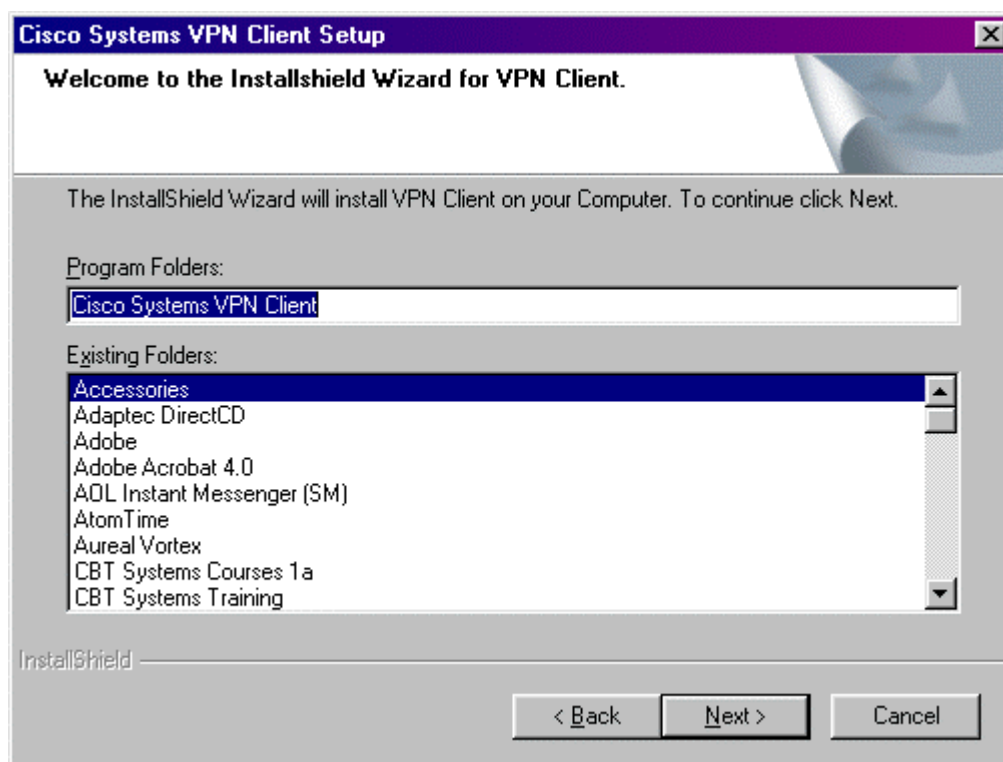 Cisco Systems VPN Client Setup
Welcome to the Installshield Wizard for VPN Client.
The InstallShield Wizard will install VPN Client on your Computer. To continue click Next.
Program Folders:
Cisco Systems VPN Client
Existing Folders:
Accessories
Adaptec DirectCD
Adobe
Adobe Acrobat 4.0
AOL Instant Messenger (SM)
AtomTime
Aureal Vortex
CBT Systems Courses 1a
CBT Systems Training
InstallShield
< Back Next > Cancel